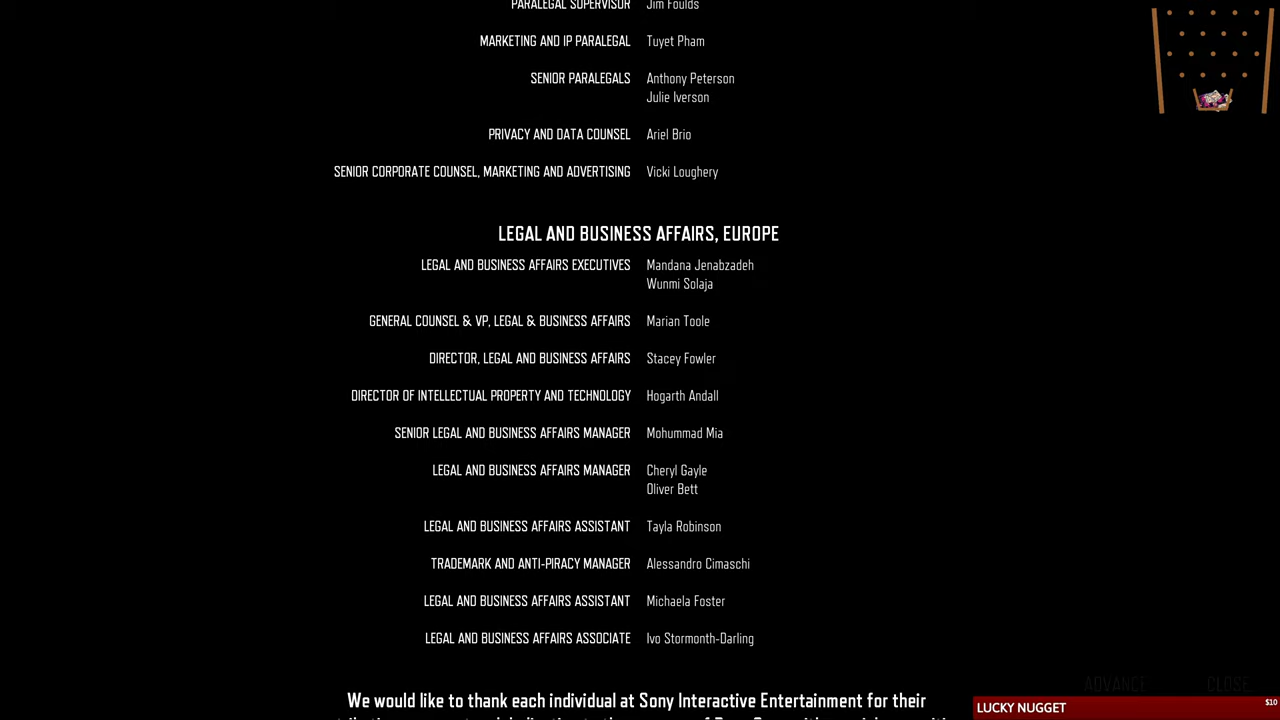 PARALEGAL SUPERVISOR Jim Foulds
MARKETING AND IP PARALEGAL Tuyet Pham
SENIOR PARALEGALS Anthony Peterson
Julie Iverson
PRIVACY AND DATA COUNSEL Ariel Brio
SENIOR CORPORATE COUNSEL, MARKETING AND ADVERTISING Vicki Loughery
LEGAL AND BUSINESS AFFAIRS, EUROPE
LEGAL AND BUSINESS AFFAIRS EXECUTIVES Mandana Jenabzadeh
Wunmi Solaja
GENERAL COUNSEL & VP, LEGAL & BUSINESS AFFAIRS Marian Toole
DIRECTOR, LEGAL AND BUSINESS AFFAIRS Stacey Fowler
DIRECTOR OF INTELLECTUAL PROPERTY AND TECHNOLOGY Hogarth Andall
SENIOR LEGAL AND BUSINESS AFFAIRS MANAGER Mohummad Mia
LEGAL AND BUSINESS AFFAIRS MANAGER Cheryl Gayle
Oliver Bett
LEGAL AND BUSINESS AFFAIRS ASSISTANT Tayla Robinson
TRADEMARK AND ANTI-PIRACY MANAGER Alessandro Cimaschi
LEGAL AND BUSINESS AFFAIRS ASSISTANT Michaela Foster
LEGAL AND BUSINESS AFFAIRS ASSOCIATE Ivo Stormonth-Darling
ADVANCE CLOSE
We would like to thank each individual at Sony Interactive Entertainment for their
LUCKY NUGGET $10